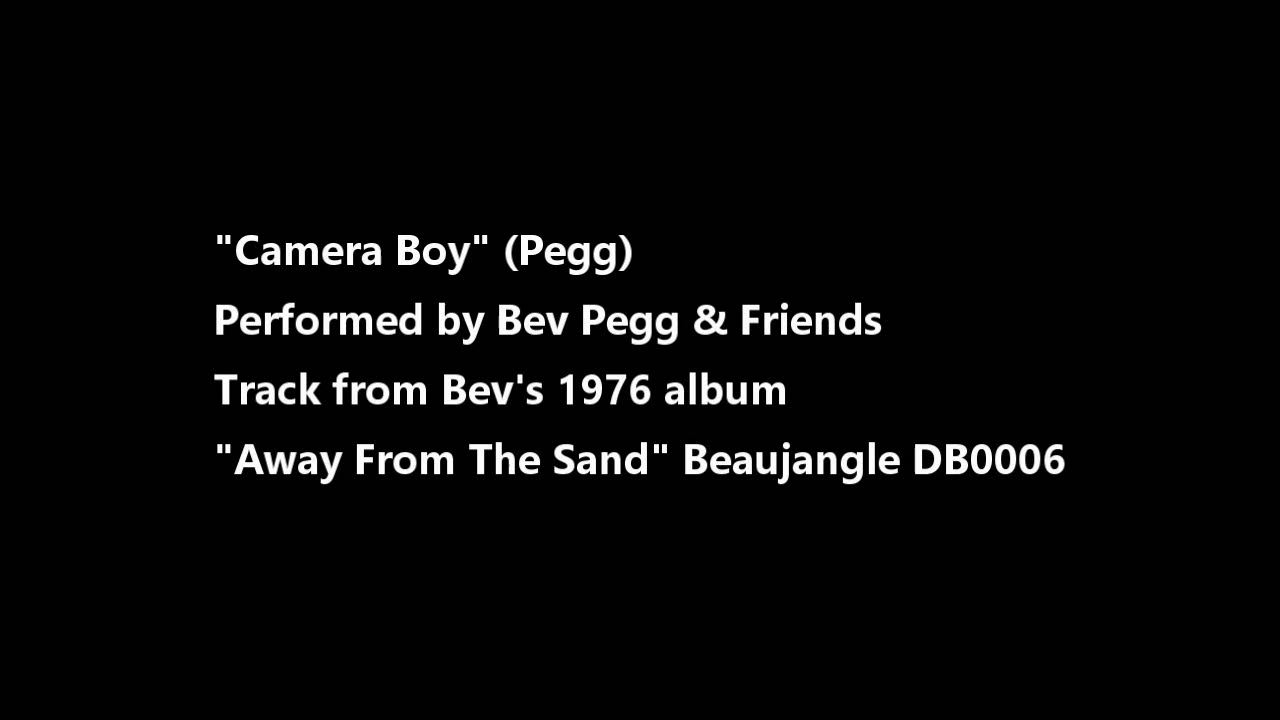 "Camera Boy" (Pegg)
Performed by Bev Pegg & Friends
Track from Bev's 1976 album
"Away From The Sand" Beaujangle DB0006